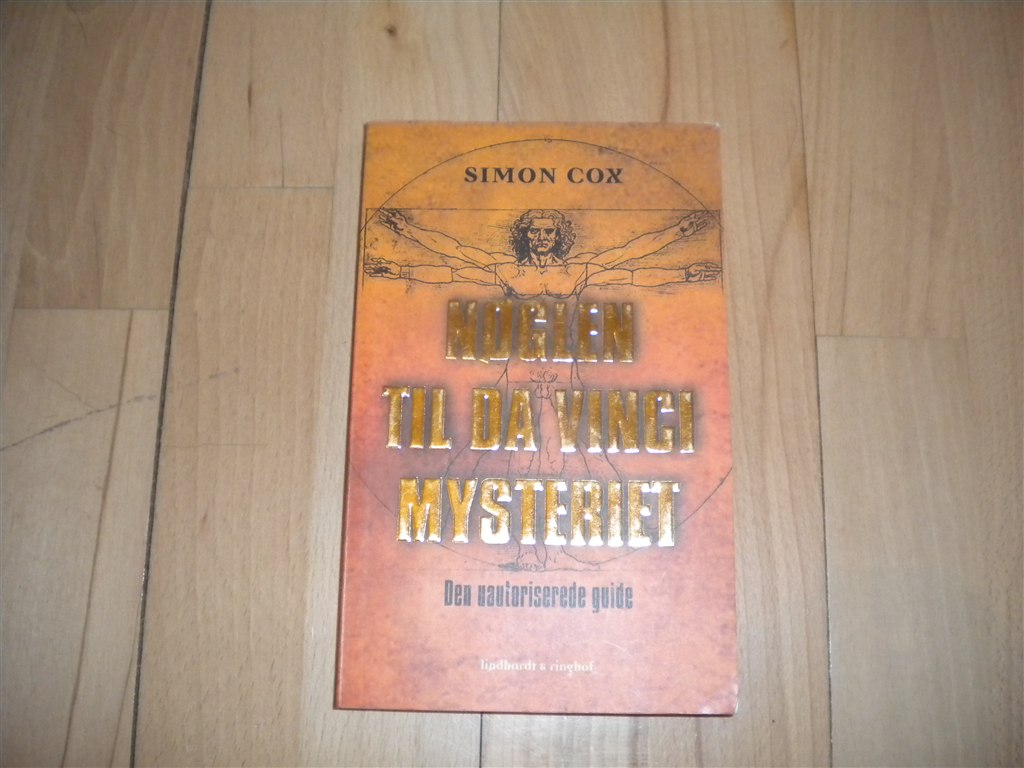 SIMON COX
NØGLEN
TIL DA VINCI
MYSTERIET
Den uautoriserede guide
lindhardt & ringhof